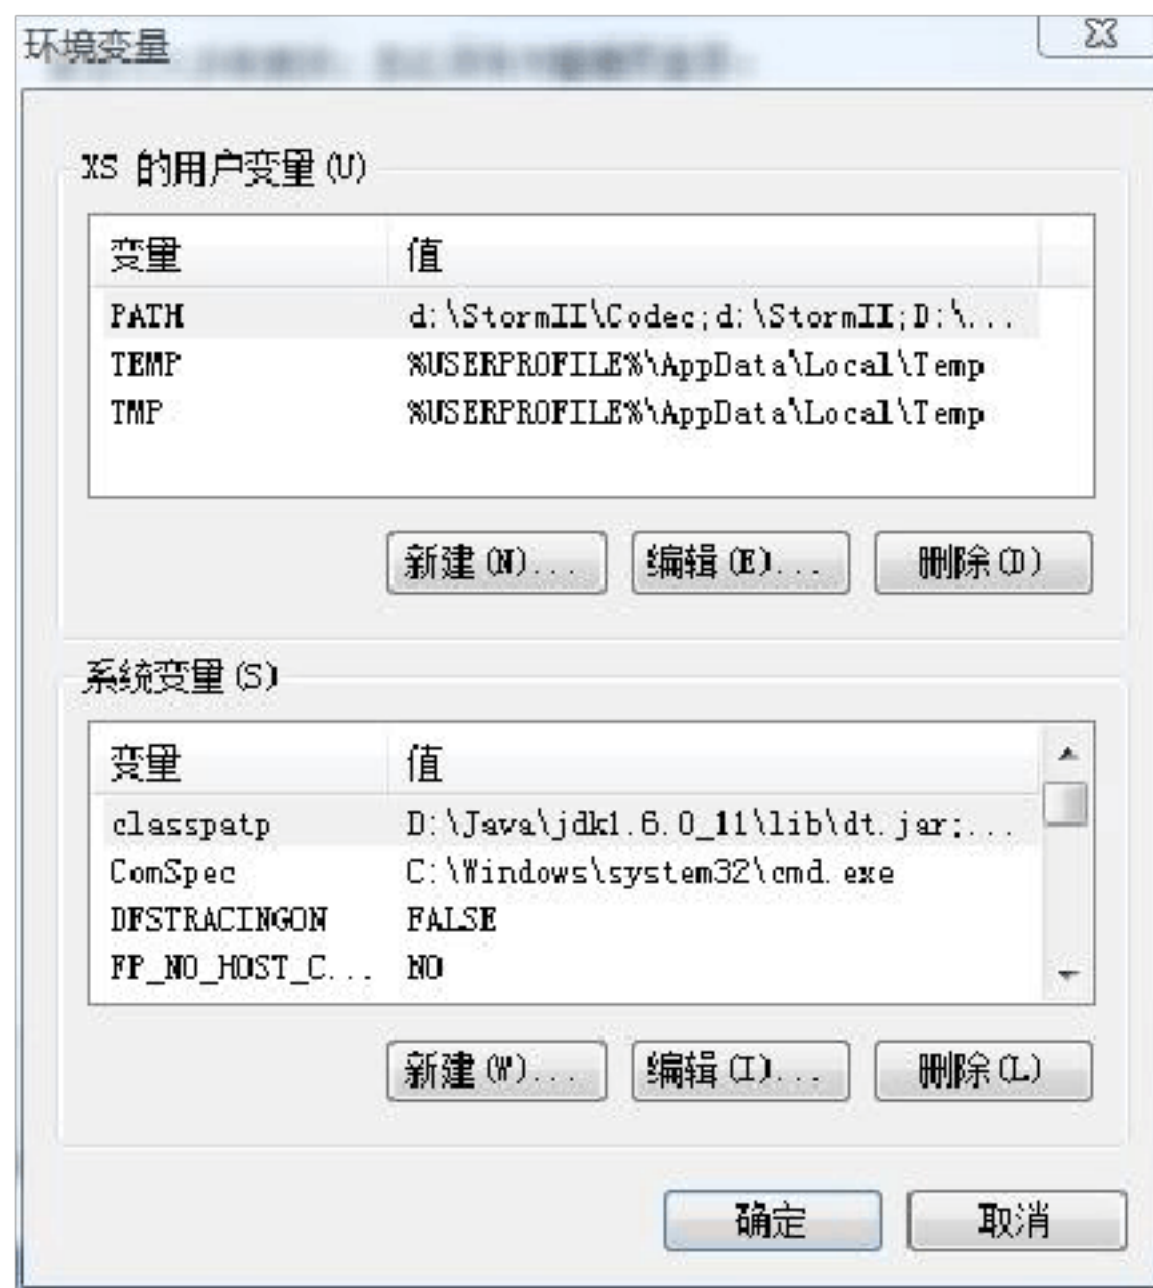 环境变量
XS 的用户变量(U)
变量 值
PATH d:\StormII\Codec;d:\StormII;D:\...
TEMP %USERPROFILE%\AppData\Local\Temp
TMP %USERPROFILE%\AppData\Local\Temp
新建(N)... 编辑(E)... 删除(D)
系统变量(S)
变量 值
classpatp D:\Java\jdk1.6.0_11\lib\dt.jar;...
ComSpec C:\Windows\system32\cmd.exe
DFSTRACINGON FALSE
FP_NO_HOST_C... NO
新建(W)... 编辑(I)... 删除(L)
确定 取消